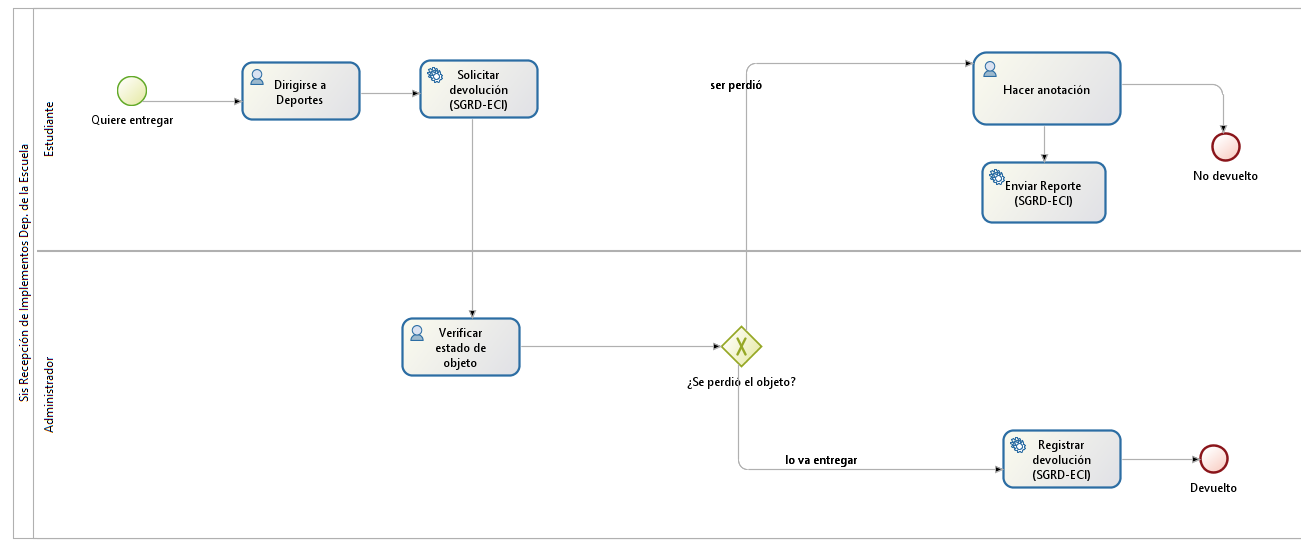 Sis Recepción de Implementos Dep. de la Escuela
Estudiante
Quiere entregar
Dirigirse a
Deportes
Solicitar
devolución
(SGRD-ECI)
ser perdió
Hacer anotación
Enviar Reporte
(SGRD-ECI)
No devuelto
Administrador
Verificar
estado de
objeto
¿Se perdió el objeto?
lo va entregar
Registrar
devolución
(SGRD-ECI)
Devuelto